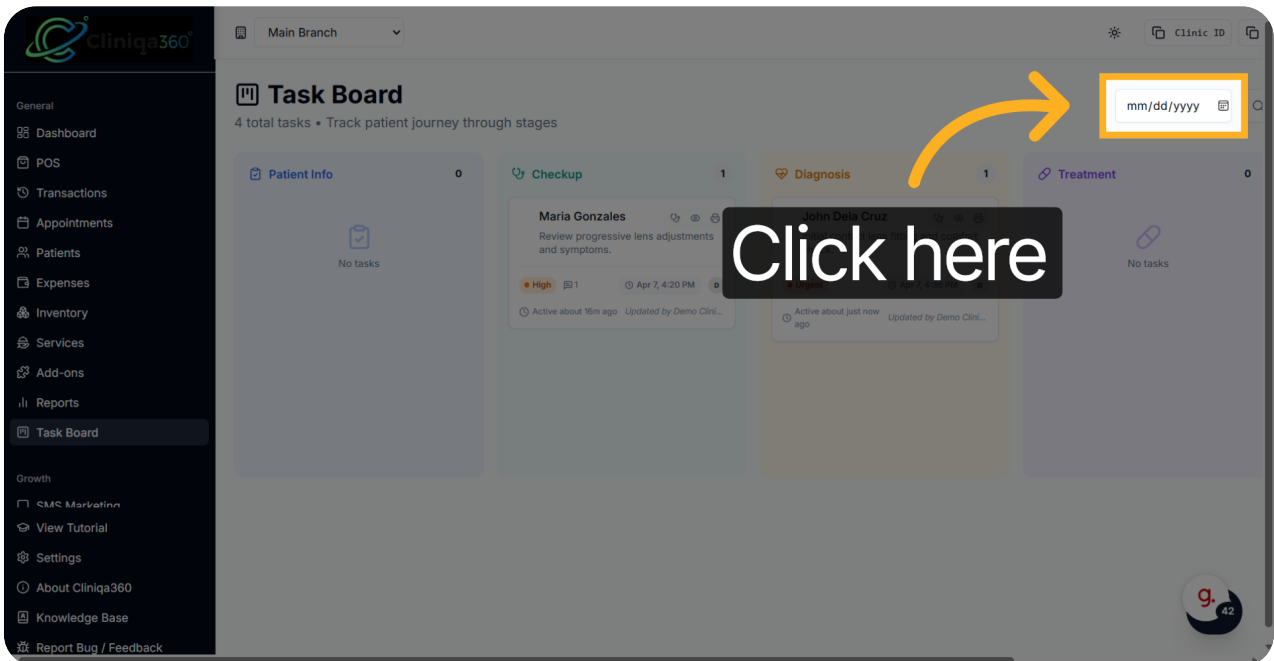 Cliniqa360°
Main Branch
Clinic ID
General
Dashboard
POS
Transactions
Appointments
Patients
Expenses
Inventory
Services
Add-ons
Reports
Task Board
Growth
SMS Marketing
View Tutorial
Settings
About Cliniqa360
Knowledge Base
Report Bug / Feedback
Task Board
4 total tasks • Track patient journey through stages
mm/dd/yyyy
Patient Info 0
No tasks
Checkup 1
Maria Gonzales
Review progressive lens adjustments
and symptoms.
High 1 Apr 7, 4:20 PM D
Active about 16m ago Updated by Demo Clini...
Diagnosis 1
John Dela Cruz
Urgent
Active about just now
ago
Updated by Demo Clini...
Click here
Treatment 0
No tasks
g.
42